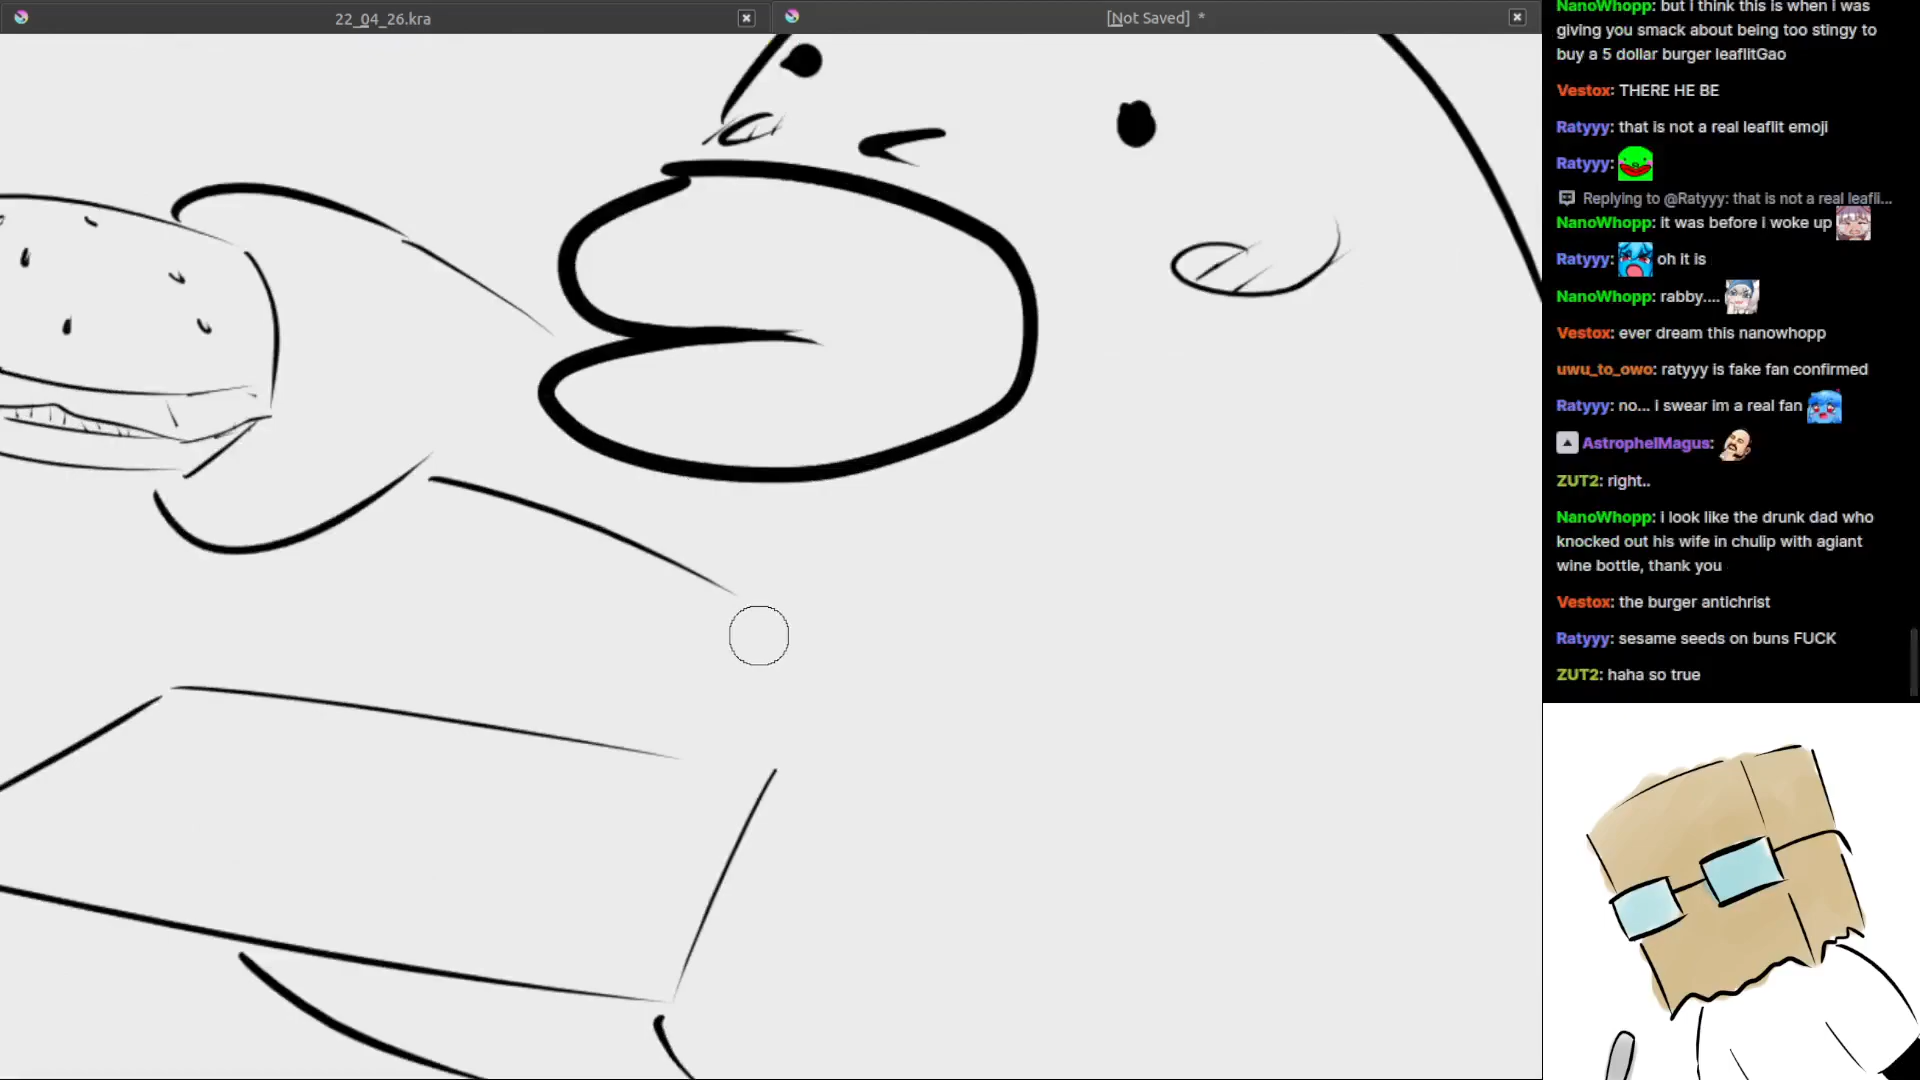 22_04_26.kra
[Not Saved] *
NanoWhopp: but i think this is when i was
giving you smack about being too stingy to
buy a 5 dollar burger leaflitGao
Vestox: THERE HE BE
Ratyyy: that is not a real leaflit emoji
Ratyyy:
Replying to @Ratyyy: that is not a real leafli...
NanoWhopp: it was before i woke up
Ratyyy: oh it is
NanoWhopp: rabby....
Vestox: ever dream this nanowhopp
uwu_to_owo: ratyyy is fake fan confirmed
Ratyyy: no... i swear im a real fan
AstrophelMagus:
ZUT2: right..
NanoWhopp: i look like the drunk dad who
knocked out his wife in chulip with agiant
wine bottle, thank you
Vestox: the burger antichrist
Ratyyy: sesame seeds on buns FUCK
ZUT2: haha so true